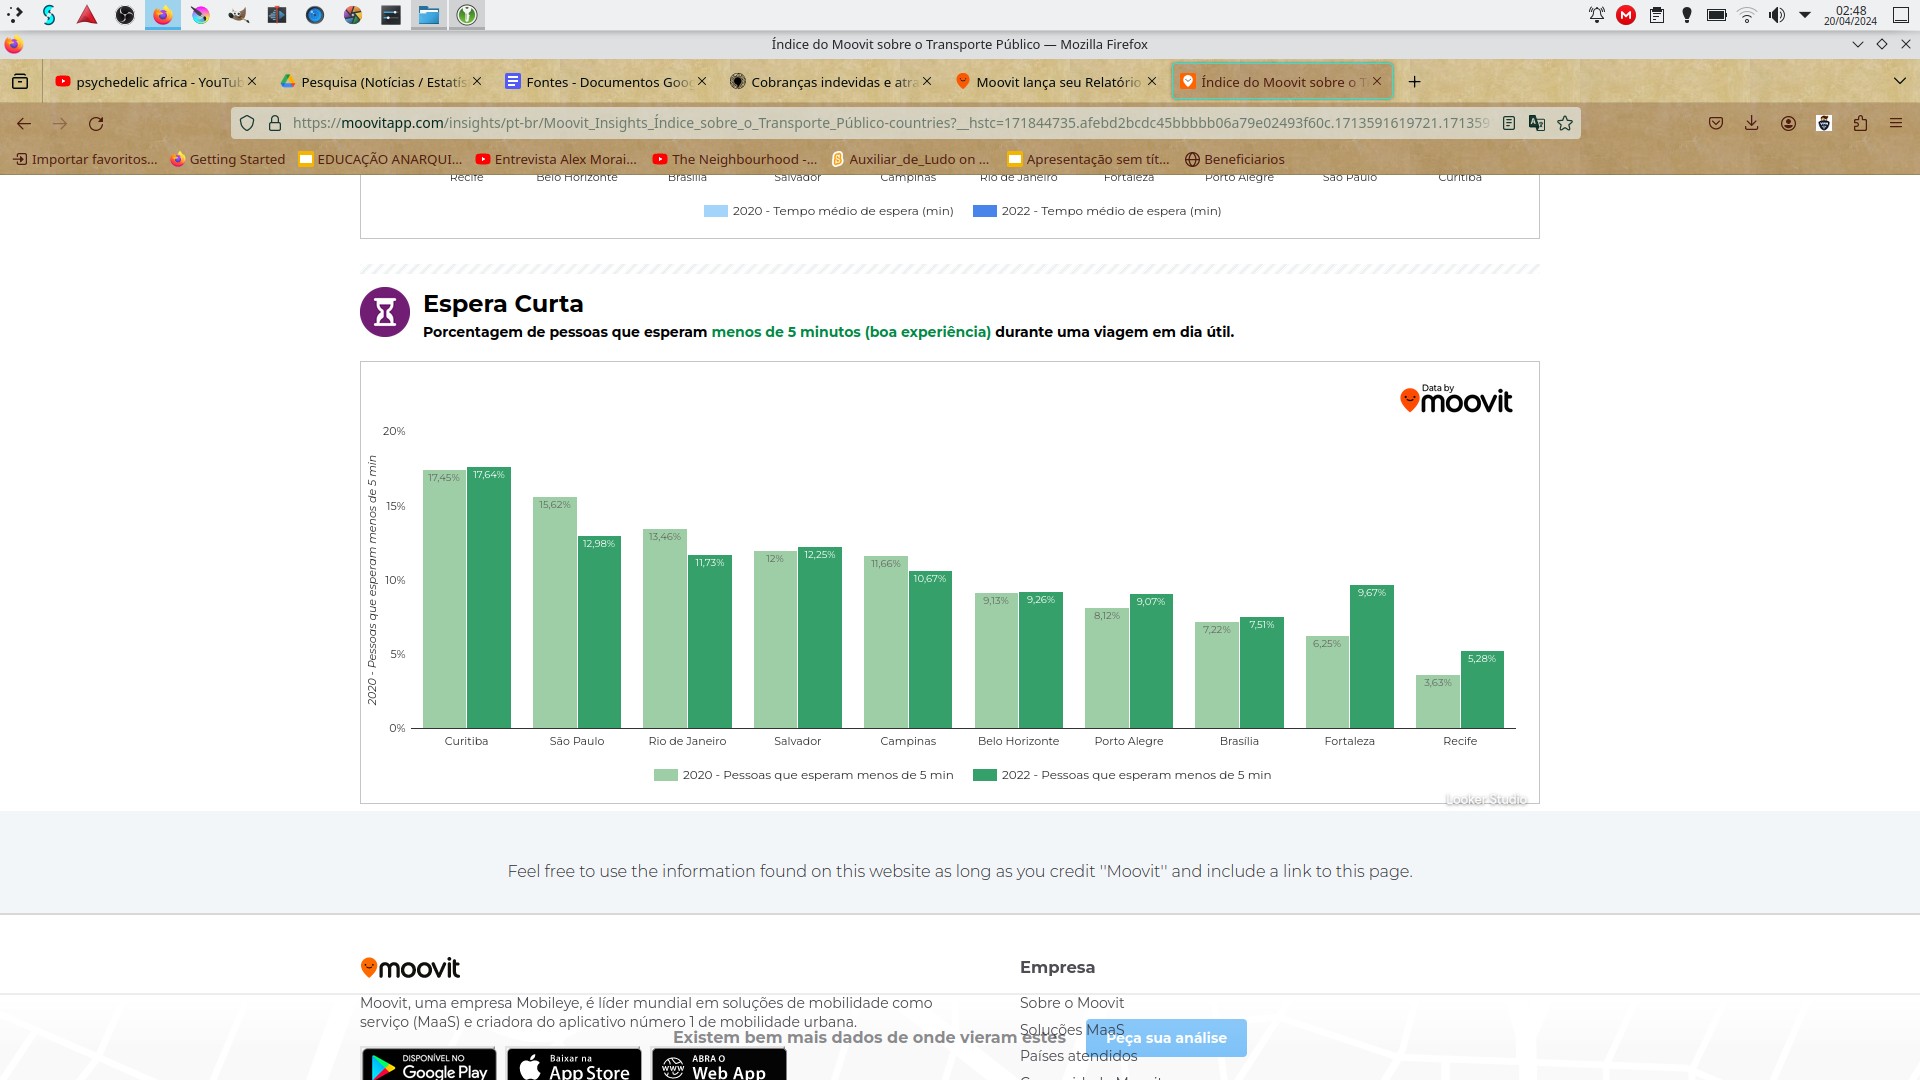 02:48
20/04/2024
Índice do Moovit sobre o Transporte Público — Mozilla Firefox
psychedelic africa - YouTub
Pesquisa (Notícias / Estatís
Fontes - Documentos Goo
Cobranças indevidas e atra
Moovit lança seu Relatório
Índice do Moovit sobre o T
https://moovitapp.com/insights/pt-br/Moovit_Insights_Índice_sobre_o_Transporte_Público-countries?__hstc=171844735.afebd2bcdc45bbbbb06a79e02493f60c.1713591619721.171359
Importar favoritos...
Getting Started
EDUCAÇÃO ANARQUI...
Entrevista Alex Morai...
The Neighbourhood -...
Auxiliar_de_Ludo on ...
Apresentação sem tít...
Beneficiarios
Recife Belo Horizonte Brasília Salvador Campinas Rio de Janeiro Fortaleza Porto Alegre São Paulo Curitiba
2020 - Tempo médio de espera (min) 2022 - Tempo médio de espera (min)
Espera Curta
Porcentagem de pessoas que esperam menos de 5 minutos (boa experiência) durante uma viagem em dia útil.
Data by
moovit
2020 - Pessoas que esperam menos de 5 min
20%
15%
10%
5%
0%
17,45% 17,64%
15,62% 12,98%
13,46% 11,73%
12% 12,25%
11,66% 10,67%
9,13% 9,26%
8,12% 9,07%
7,22% 7,51%
6,25% 9,67%
3,63% 5,28%
Curitiba São Paulo Rio de Janeiro Salvador Campinas Belo Horizonte Porto Alegre Brasília Fortaleza Recife
2020 - Pessoas que esperam menos de 5 min 2022 - Pessoas que esperam menos de 5 min
Looker Studio
Feel free to use the information found on this website as long as you credit "Moovit" and include a link to this page.
moovit
Moovit, uma empresa Mobileye, é líder mundial em soluções de mobilidade como
serviço (MaaS) e criadora do aplicativo número 1 de mobilidade urbana.
Empresa
Sobre o Moovit
Soluções MaaS
Países atendidos
Existem bem mais dados de onde vieram estes
Peça sua análise
DISPONÍVEL NO
Google Play
Baixar na
App Store
ABRA O
Web App